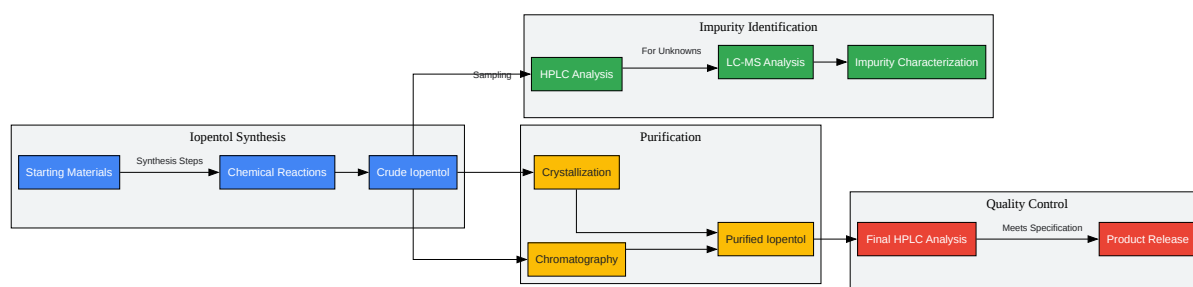 Impurity Identification
For Unknowns
HPLC Analysis
LC-MS Analysis
Impurity Characterization
Sampling
Iopentol Synthesis
Starting Materials
Synthesis Steps
Chemical Reactions
Crude Iopentol
Purification
Crystallization
Chromatography
Purified Iopentol
Quality Control
Final HPLC Analysis
Meets Specification
Product Release